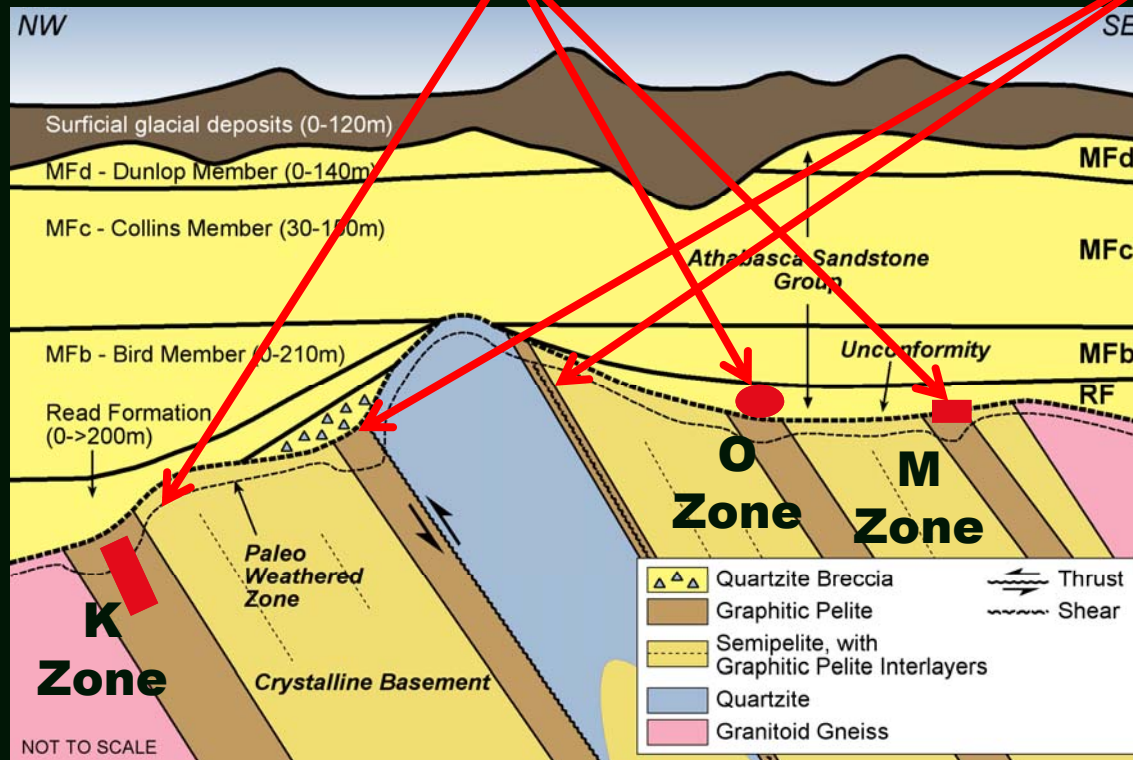 NW
SE
Surficial glacial deposits (0-120m)
MFd - Dunlop Member (0-140m)
MFd
MFc - Collins Member (30-150m)
MFc
Athabasca Sandstone
Group
MFb - Bird Member (0-210m)
Unconformity
MFb
Read Formation
(0->200m)
RF
O
Zone
M
Zone
Paleo
Weathered
Zone
K
Zone
Crystalline Basement
NOT TO SCALE
Quartzite Breccia
Graphitic Pelite
Semipelite, with
Graphitic Pelite Interlayers
Quartzite
Granitoid Gneiss
Thrust
Shear